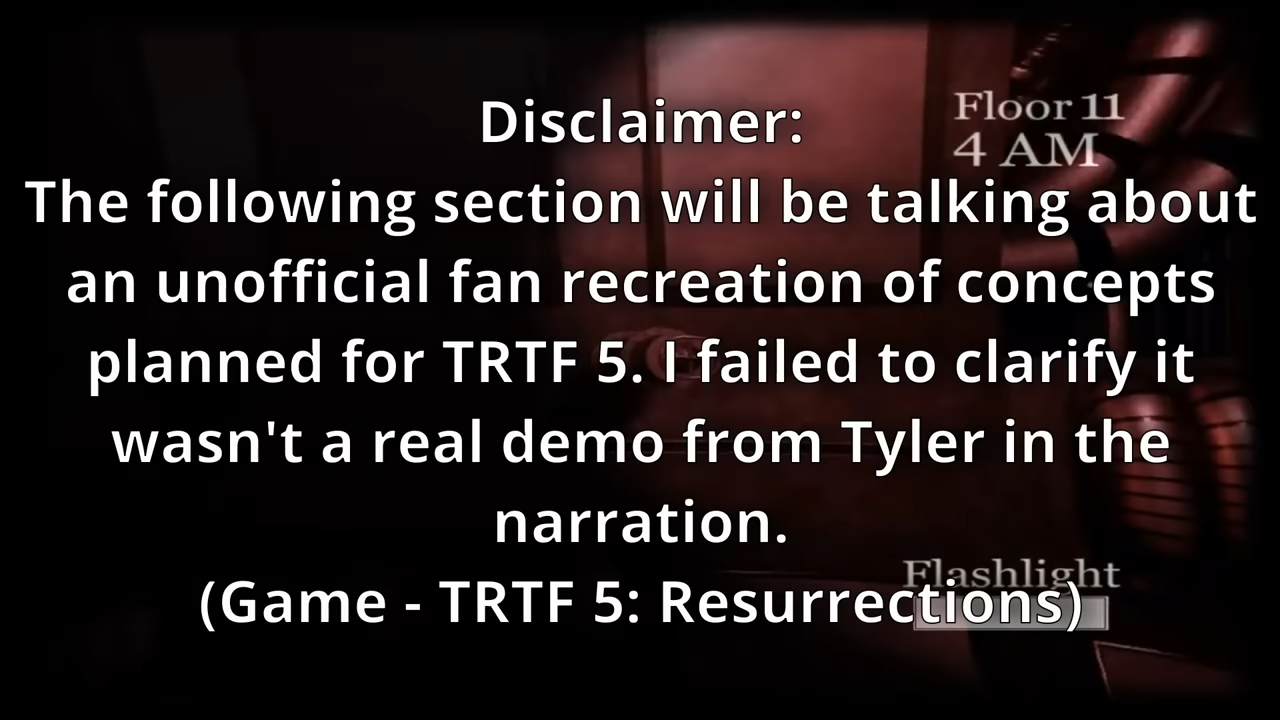 Disclaimer:
Floor 11
4 AM
The following section will be talking about
an unofficial fan recreation of concepts
planned for TRTF 5. I failed to clarify it
wasn't a real demo from Tyler in the
narration.
Flashlight
(Game - TRTF 5: Resurrections)